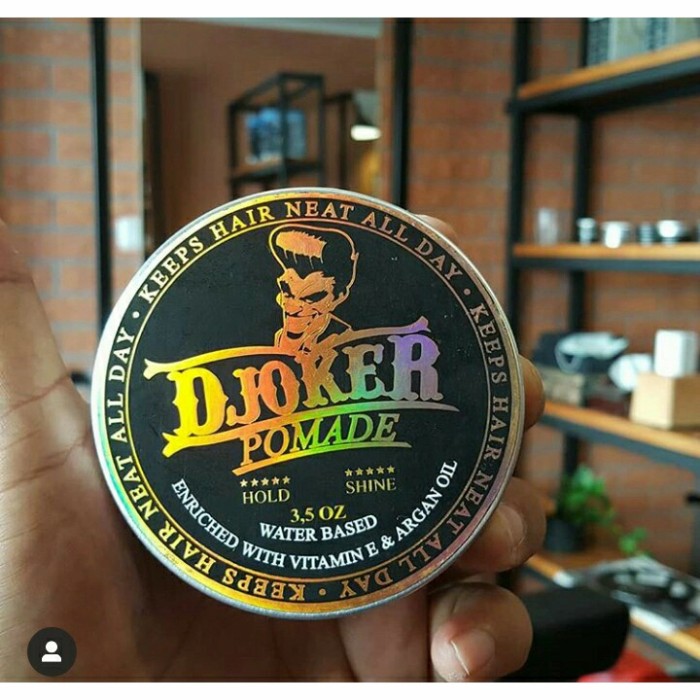 KEEPS HAIR NEAT ALL DAY • KEEPS HAIR NEAT ALL DAY • KEEPS HAIR NEAT ALL DAY •
DJOKER
POMADE
★★★★★ ★★★★★
HOLD SHINE
3,5 OZ
WATER BASED
ENRICHED WITH VITAMIN E & ARGAN OIL